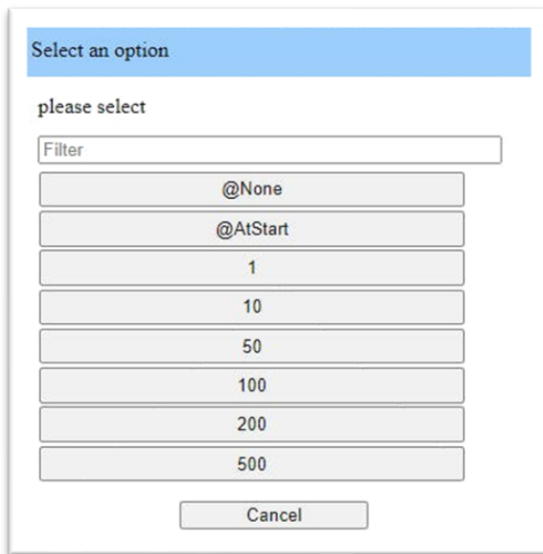 Select an option
please select
Filter
@None
@AtStart
1
10
50
100
200
500
Cancel